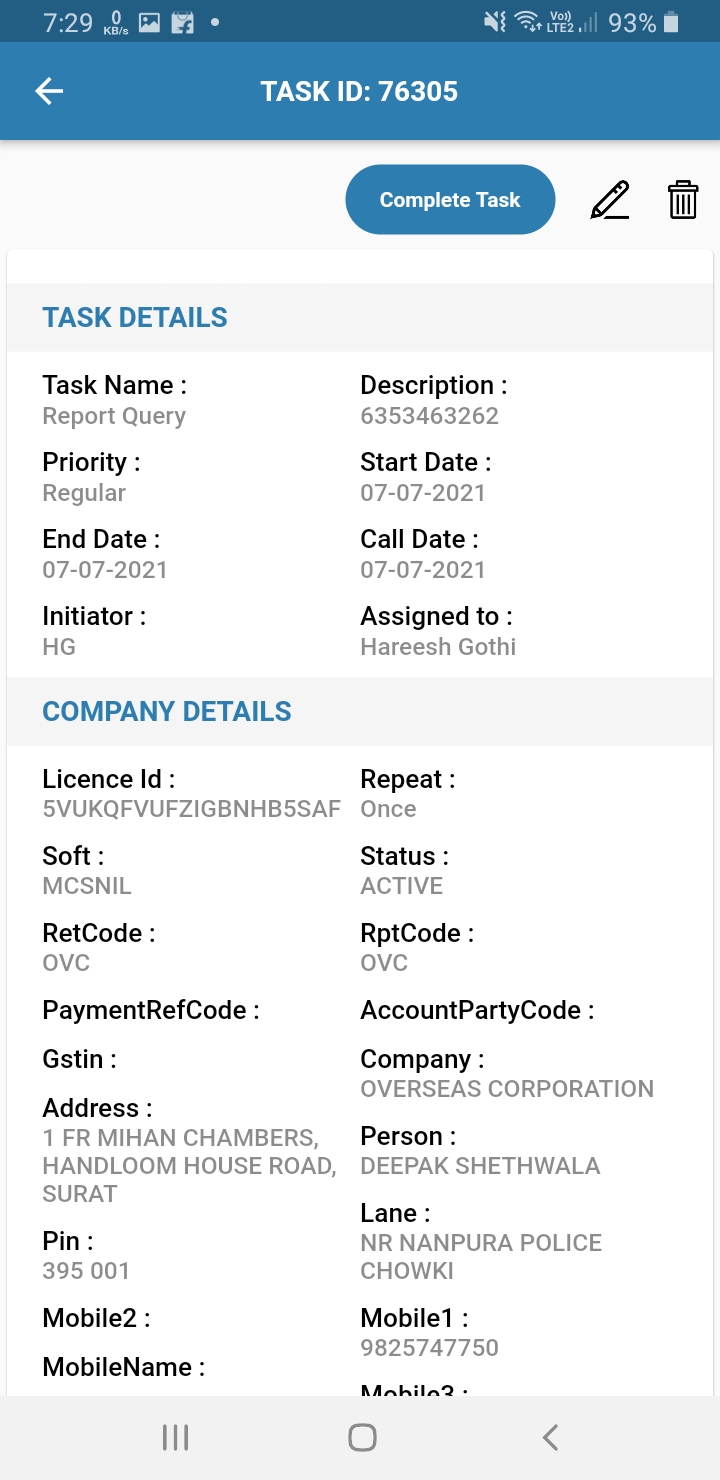 7:29 0 KB/s Vo)) LTE2 93%
TASK ID: 76305
Complete Task
TASK DETAILS
Task Name :
Report Query
Description :
6353463262
Priority :
Regular
Start Date :
07-07-2021
End Date :
07-07-2021
Call Date :
07-07-2021
Initiator :
HG
Assigned to :
Hareesh Gothi
COMPANY DETAILS
Licence Id :
5VUKQFVUFZIGBNHB5SAF
Repeat :
Once
Soft :
MCSNIL
Status :
ACTIVE
RetCode :
OVC
RptCode :
OVC
PaymentRefCode :
AccountPartyCode :
Gstin :
Company :
OVERSEAS CORPORATION
Address :
1 FR MIHAN CHAMBERS,
HANDLOOM HOUSE ROAD,
SURAT
Person :
DEEPAK SHETHWALA
Lane :
NR NANPURA POLICE
CHOWKI
Pin :
395 001
Mobile2 :
Mobile1 :
9825747750
MobileName :
Mobile3 :